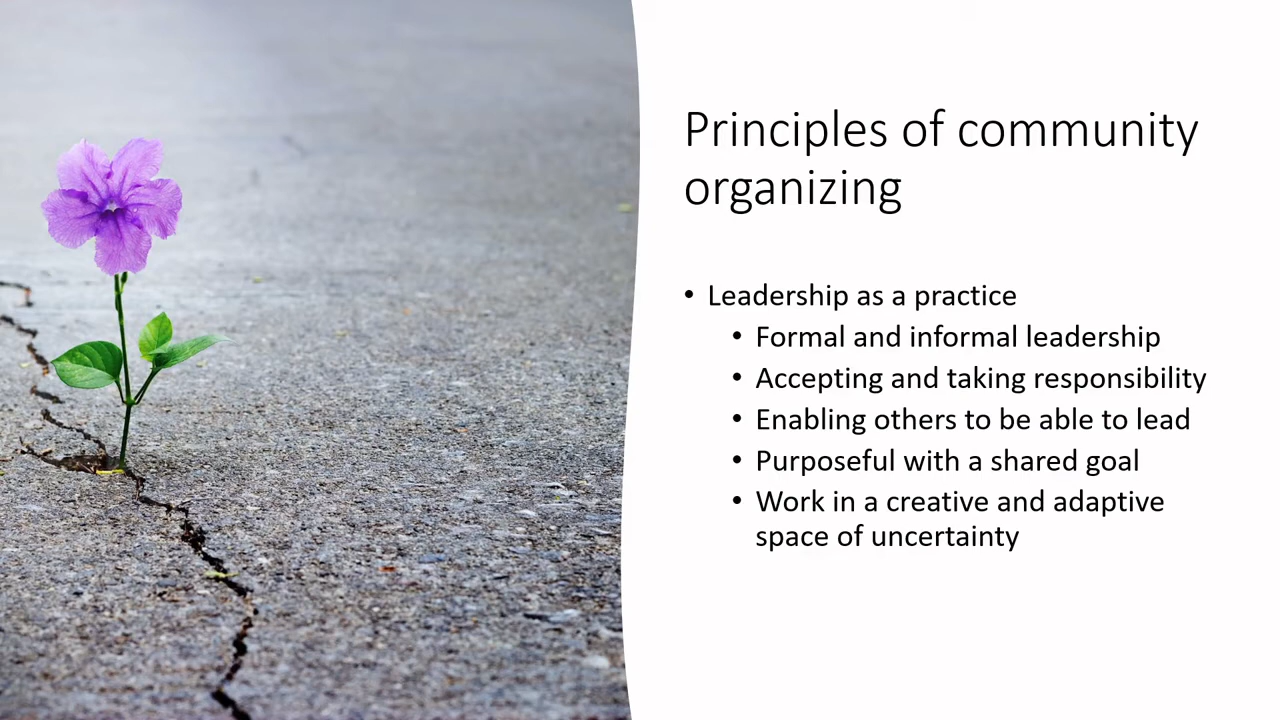 Principles of community
organizing
• Leadership as a practice
• Formal and informal leadership
• Accepting and taking responsibility
• Enabling others to be able to lead
• Purposeful with a shared goal
• Work in a creative and adaptive
space of uncertainty